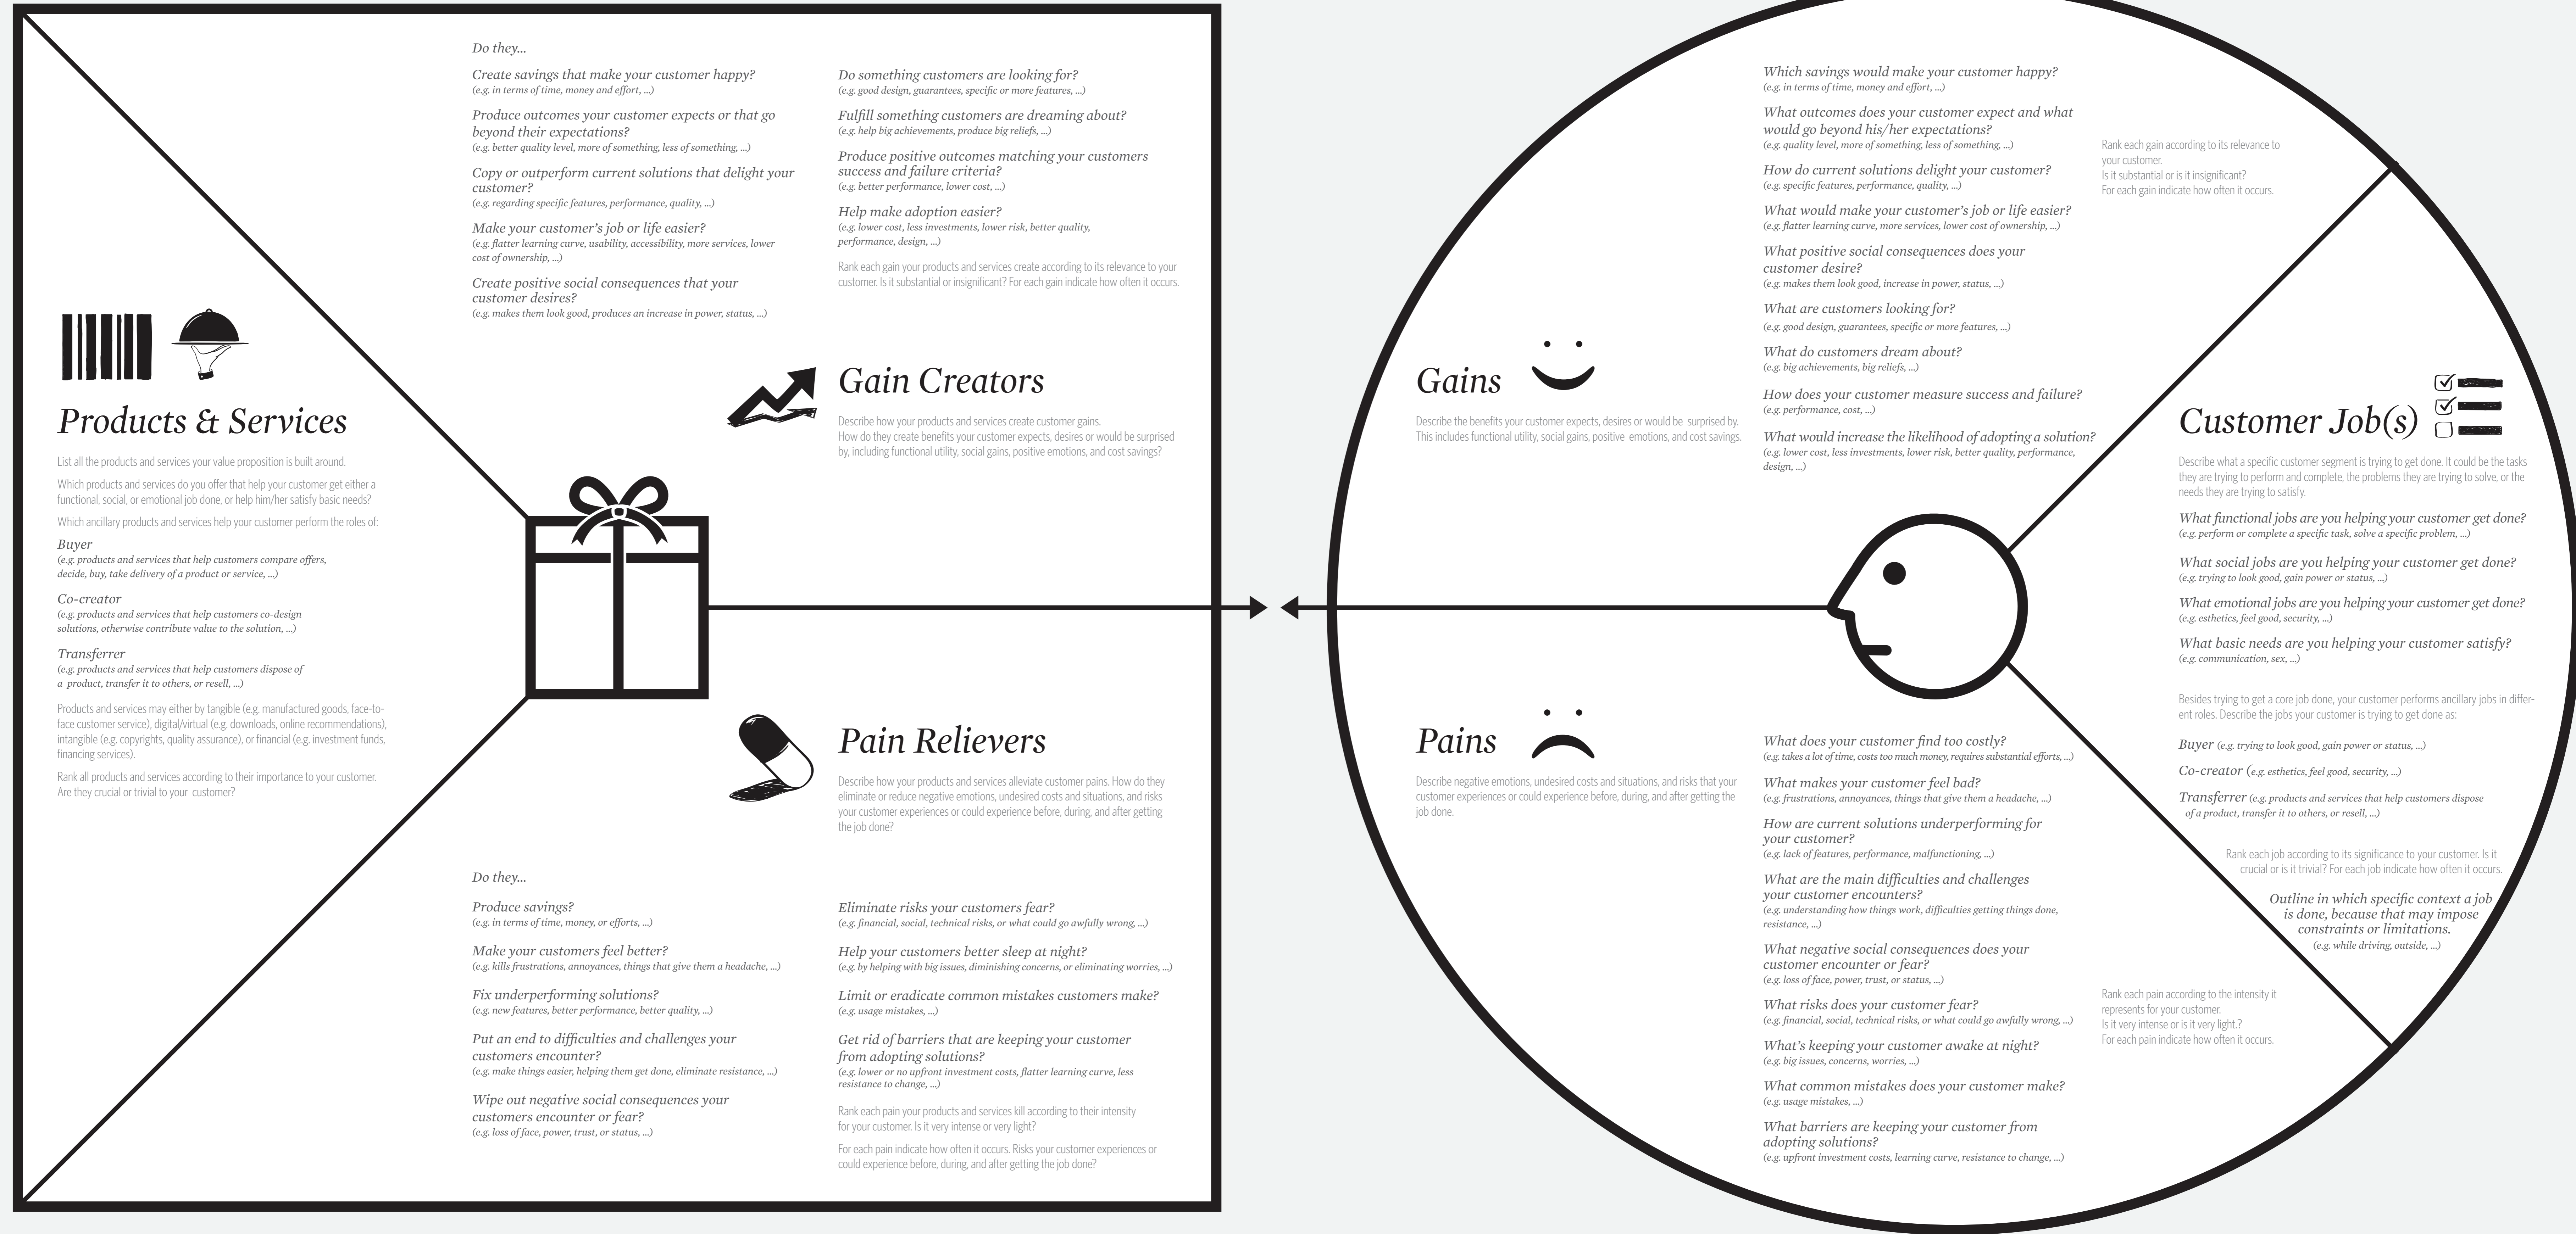 Products & Services
List all the products and services your value proposition is built around.
Which products and services do you offer that help your customer get either a
functional, social, or emotional job done, or help him/her satisfy basic needs?
Which ancillary products and services help your customer perform the roles of:
Buyer
(e.g. products and services that help customers compare offers,
decide, buy, take delivery of a product or service, ...)
Co-creator
(e.g. products and services that help customers co-design
solutions, otherwise contribute value to the solution, ...)
Transferrer
(e.g. products and services that help customers dispose of
a product, transfer it to others, or resell, ...)
Products and services may either by tangible (e.g. manufactured goods, face-to-
face customer service), digital/virtual (e.g. downloads, online recommendations),
intangible (e.g. copyrights, quality assurance), or financial (e.g. investment funds,
financing services).
Rank all products and services according to their importance to your customer.
Are they crucial or trivial to your customer?
Do they...
Create savings that make your customer happy?
(e.g. in terms of time, money and effort, ...)
Produce outcomes your customer expects or that go
beyond their expectations?
(e.g. better quality level, more of something, less of something, ...)
Copy or outperform current solutions that delight your
customer?
(e.g. regarding specific features, performance, quality, ...)
Make your customer's job or life easier?
(e.g. flatter learning curve, usability, accessibility, more services, lower
cost of ownership, ...)
Create positive social consequences that your
customer desires?
(e.g. makes them look good, produces an increase in power, status, ...)
Do something customers are looking for?
(e.g. good design, guarantees, specific or more features, ...)
Fulfill something customers are dreaming about?
(e.g. help big achievements, produce big reliefs, ...)
Produce positive outcomes matching your customers
success and failure criteria?
(e.g. better performance, lower cost, ...)
Help make adoption easier?
(e.g. lower cost, less investments, lower risk, better quality,
performance, design, ...)
Rank each gain your products and services create according to its relevance to your
customer. Is it substantial or insignificant? For each gain indicate how often it occurs.
Gain Creators
Describe how your products and services create customer gains.
How do they create benefits your customer expects, desires or would be surprised
by, including functional utility, social gains, positive emotions, and cost savings?
Pain Relievers
Describe how your products and services alleviate customer pains. How do they
eliminate or reduce negative emotions, undesired costs and situations, and risks
your customer experiences or could experience before, during, and after getting
the job done?
Do they...
Produce savings?
(e.g. in terms of time, money, or efforts, ...)
Make your customers feel better?
(e.g. kills frustrations, annoyances, things that give them a headache, ...)
Fix underperforming solutions?
(e.g. new features, better performance, better quality, ...)
Put an end to difficulties and challenges your
customers encounter?
(e.g. make things easier, helping them get done, eliminate resistance, ...)
Wipe out negative social consequences your
customers encounter or fear?
(e.g. loss of face, power, trust, or status, ...)
Eliminate risks your customers fear?
(e.g. financial, social, technical risks, or what could go awfully wrong, ...)
Help your customers better sleep at night?
(e.g. by helping with big issues, diminishing concerns, or eliminating worries, ...)
Limit or eradicate common mistakes customers make?
(e.g. usage mistakes, ...)
Get rid of barriers that are keeping your customer
from adopting solutions?
(e.g. lower or no upfront investment costs, flatter learning curve, less
resistance to change, ...)
Rank each pain your products and services kill according to their intensity
for your customer. Is it very intense or very light?
For each pain indicate how often it occurs. Risks your customer experiences or
could experience before, during, and after getting the job done?
Gains
Describe the benefits your customer expects, desires or would be surprised by.
This includes functional utility, social gains, positive emotions, and cost savings.
Which savings would make your customer happy?
(e.g. in terms of time, money and effort, ...)
What outcomes does your customer expect and what
would go beyond his/her expectations?
(e.g. quality level, more of something, less of something, ...)
How do current solutions delight your customer?
(e.g. specific features, performance, quality, ...)
What would make your customer's job or life easier?
(e.g. flatter learning curve, more services, lower cost of ownership, ...)
What positive social consequences does your
customer desire?
(e.g. makes them look good, increase in power, status, ...)
What are customers looking for?
(e.g. good design, guarantees, specific or more features, ...)
What do customers dream about?
(e.g. big achievements, big reliefs, ...)
How does your customer measure success and failure?
(e.g. performance, cost, ...)
What would increase the likelihood of adopting a solution?
(e.g. lower cost, less investments, lower risk, better quality, performance,
design, ...)
Rank each gain according to its relevance to
your customer.
Is it substantial or is it insignificant?
For each gain indicate how often it occurs.
Pains
Describe negative emotions, undesired costs and situations, and risks that your
customer experiences or could experience before, during, and after getting the
job done.
What does your customer find too costly?
(e.g. takes a lot of time, costs too much money, requires substantial efforts, ...)
What makes your customer feel bad?
(e.g. frustrations, annoyances, things that give them a headache, ...)
How are current solutions underperforming for
your customer?
(e.g. lack of features, performance, malfunctioning, ...)
What are the main difficulties and challenges
your customer encounters?
(e.g. understanding how things work, difficulties getting things done,
resistance, ...)
What negative social consequences does your
customer encounter or fear?
(e.g. loss of face, power, trust, or status, ...)
What risks does your customer fear?
(e.g. financial, social, technical risks, or what could go awfully wrong, ...)
What's keeping your customer awake at night?
(e.g. big issues, concerns, worries, ...)
What common mistakes does your customer make?
(e.g. usage mistakes, ...)
What barriers are keeping your customer from
adopting solutions?
(e.g. upfront investment costs, learning curve, resistance to change, ...)
Rank each pain according to the intensity it
represents for your customer.
Is it very intense or is it very light.?
For each pain indicate how often it occurs.
Customer Job(s)
Describe what a specific customer segment is trying to get done. It could be the tasks
they are trying to perform and complete, the problems they are trying to solve, or the
needs they are trying to satisfy.
What functional jobs are you helping your customer get done?
(e.g. perform or complete a specific task, solve a specific problem, ...)
What social jobs are you helping your customer get done?
(e.g. trying to look good, gain power or status, ...)
What emotional jobs are you helping your customer get done?
(e.g. esthetics, feel good, security, ...)
What basic needs are you helping your customer satisfy?
(e.g. communication, sex, ...)
Besides trying to get a core job done, your customer performs ancillary jobs in differ-
ent roles. Describe the jobs your customer is trying to get done as:
Buyer (e.g. trying to look good, gain power or status, ...)
Co-creator (e.g. esthetics, feel good, security, ...)
Transferrer (e.g. products and services that help customers dispose
of a product, transfer it to others, or resell, ...)
Rank each job according to its significance to your customer. Is it
crucial or is it trivial? For each job indicate how often it occurs.
Outline in which specific context a job
is done, because that may impose
constraints or limitations.
(e.g. while driving, outside, ...)